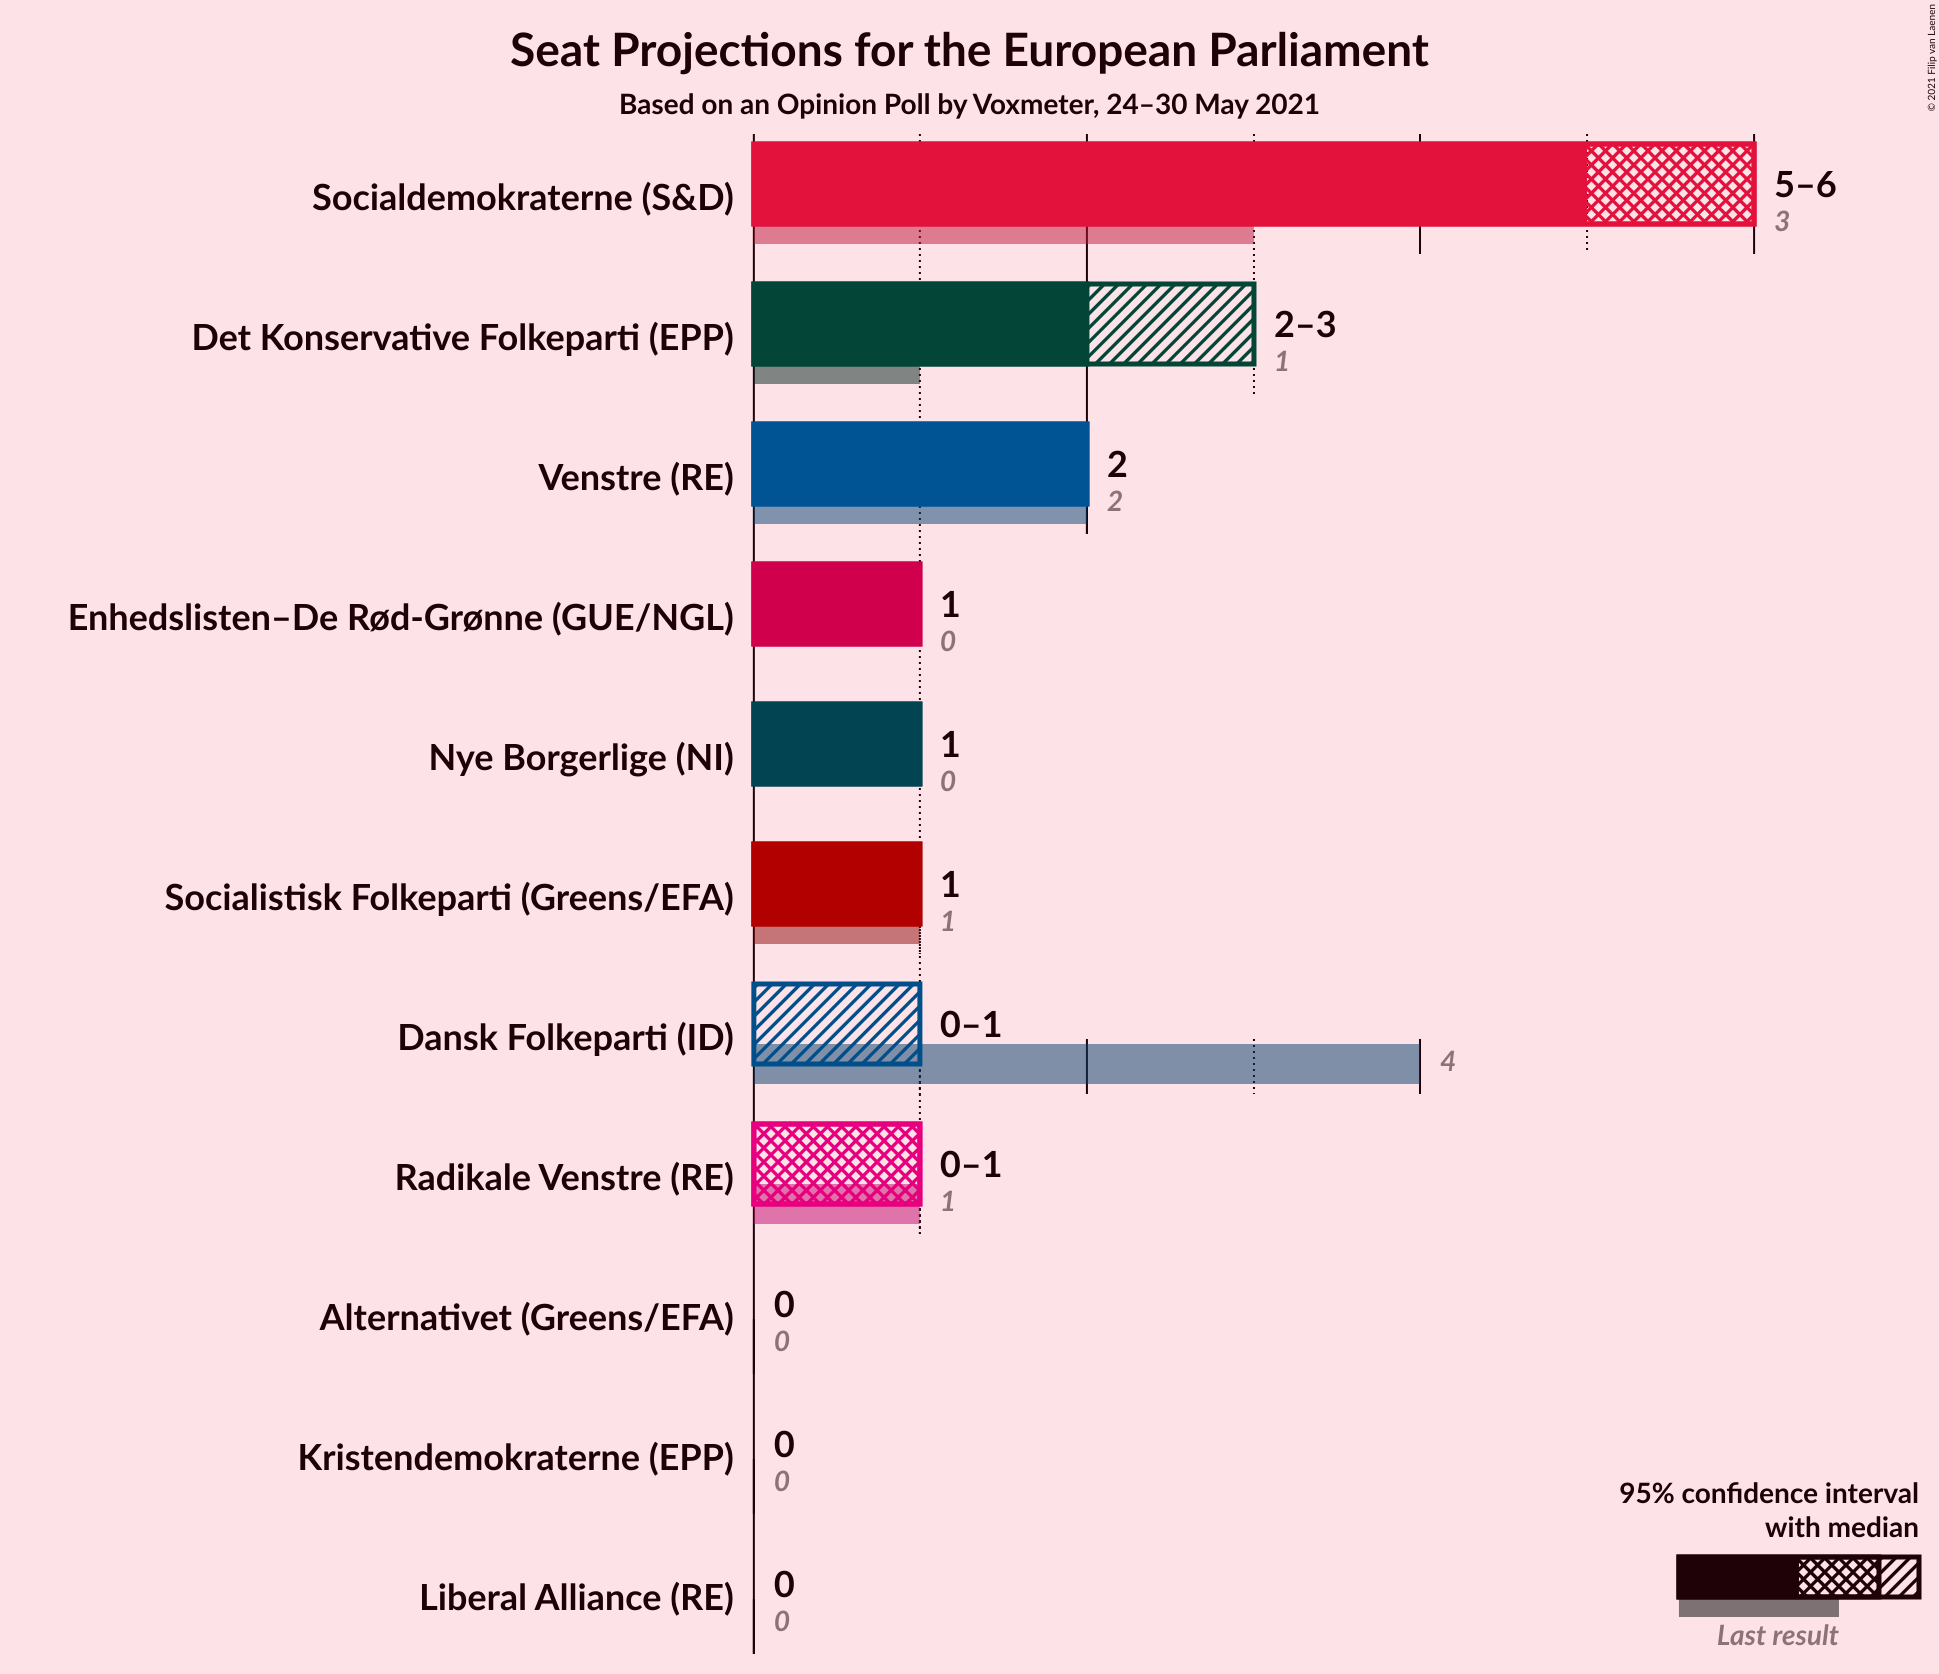 Seat Projections for the European Parliament
Based on an Opinion Poll by Voxmeter, 24–30 May 2021
© 2021 Filip van Laenen
Socialdemokraterne (S&D)
5–6
3
Det Konservative Folkeparti (EPP)
2–3
1
Venstre (RE)
2
2
Enhedslisten–De Rød-Grønne (GUE/NGL)
1
0
Nye Borgerlige (NI)
1
0
Socialistisk Folkeparti (Greens/EFA)
1
1
Dansk Folkeparti (ID)
0–1
4
Radikale Venstre (RE)
0–1
1
Alternativet (Greens/EFA)
0
0
Kristendemokraterne (EPP)
0
0
Liberal Alliance (RE)
0
0
95% confidence interval
with median
Last result